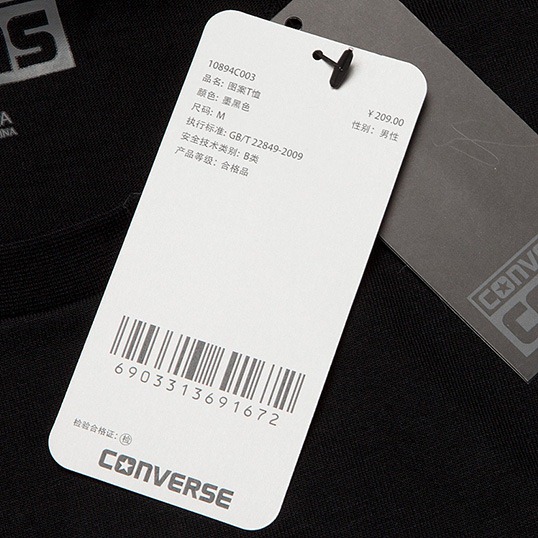 10894C003
品名: 图案T恤
颜色: 墨黑色
尺码: M
执行标准: GB/T 22849-2009
安全技术类别: B类
产品等级: 合格品
¥ 209.00
性别: 男性
6903313691672
检验合格证: 检
CONVERSE
CONVERSE